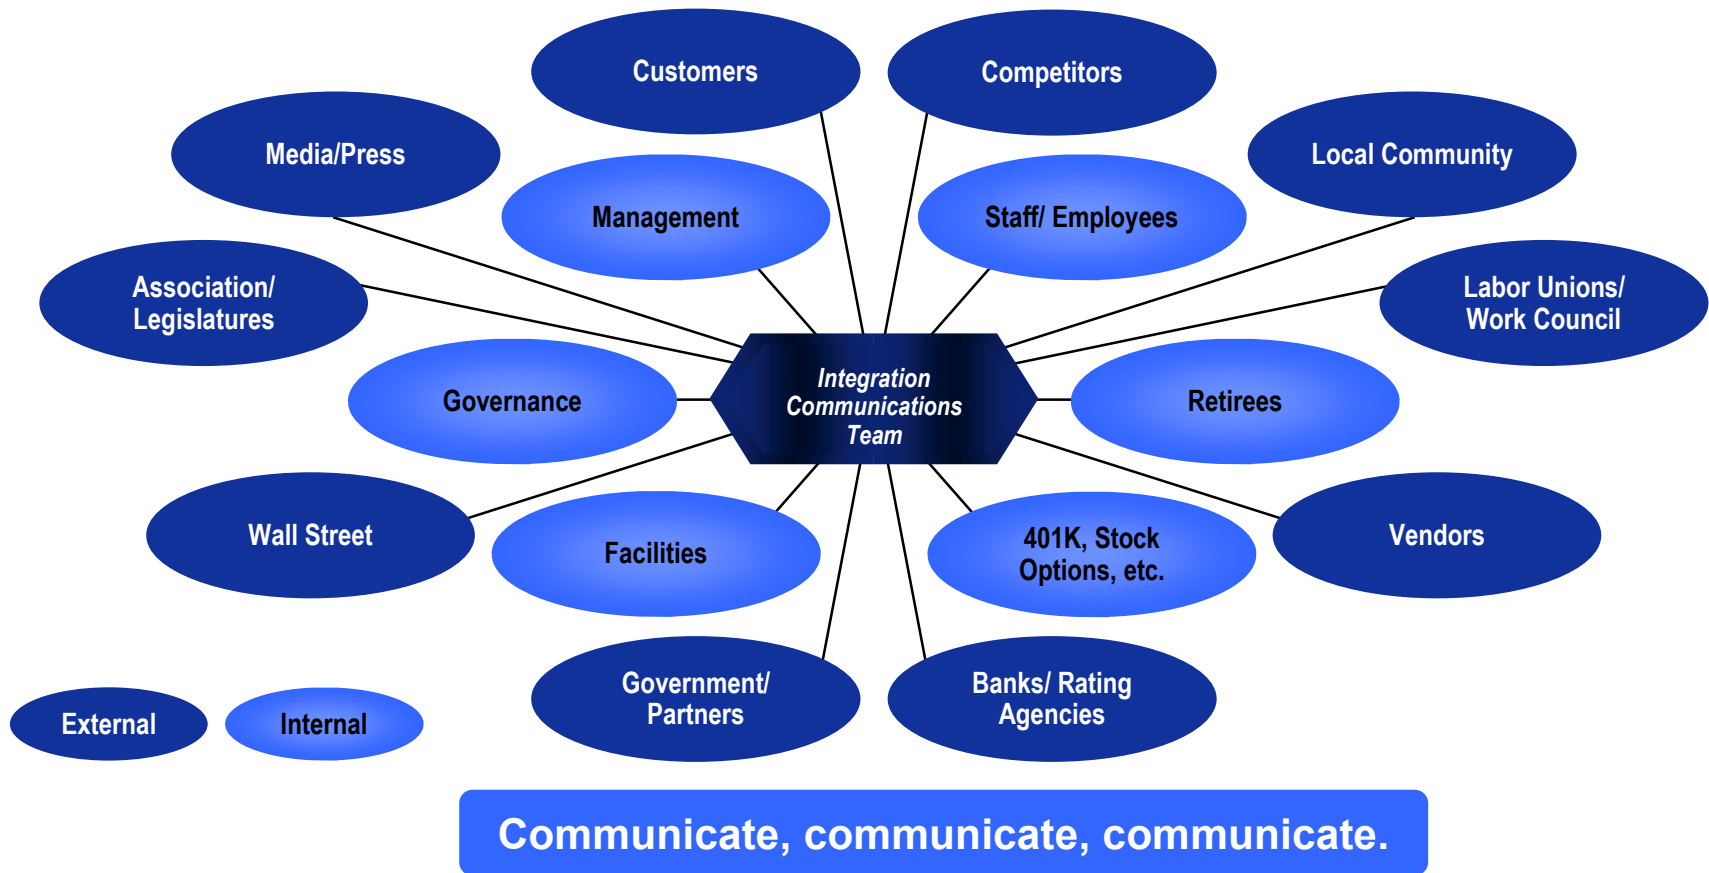 Customers
Competitors
Media/Press
Local Community
Management
Staff/ Employees
Association/
Legislatures
Labor Unions/
Work Council
Integration
Communications
Team
Governance
Retirees
Wall Street
Facilities
401K, Stock
Options, etc.
Vendors
Government/
Partners
Banks/ Rating
Agencies
External
Internal
Communicate, communicate, communicate.